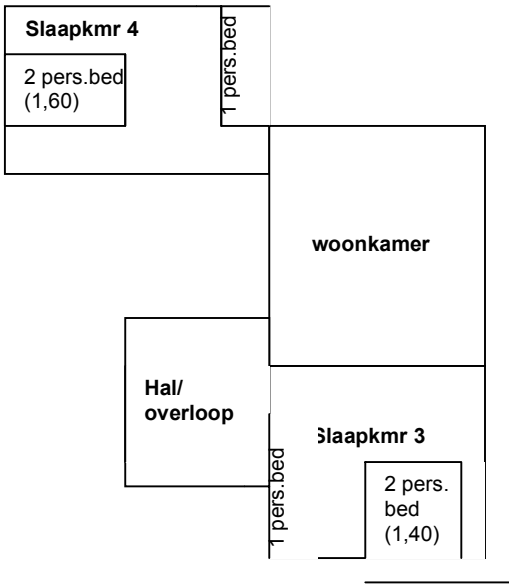 Slaapkmr 4
1 pers.bed
2 pers.bed
(1,60)
woonkamer
Hal/
overloop
Slaapkmr 3
1 pers.bed
2 pers.
bed
(1,40)